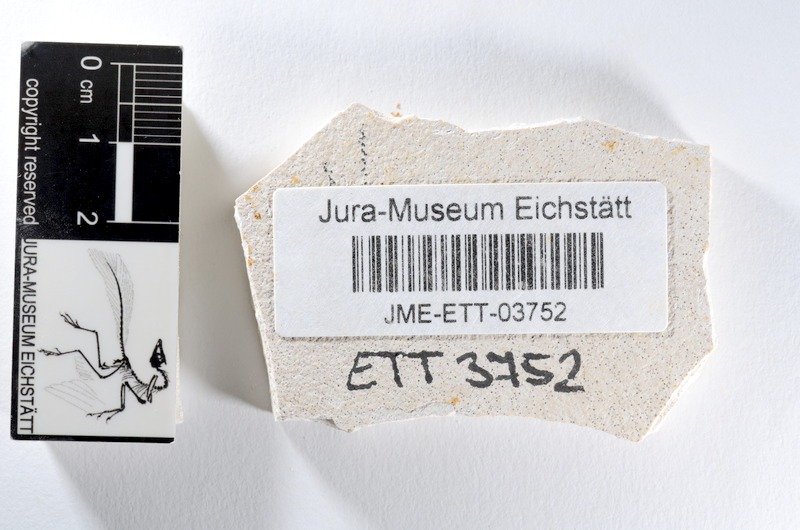 0
cm
1
2
copyright reserved
JURA-MUSEUM EICHSTÄTT
Jura-Museum Eichstätt
JME-ETT-03752
ETT 3752